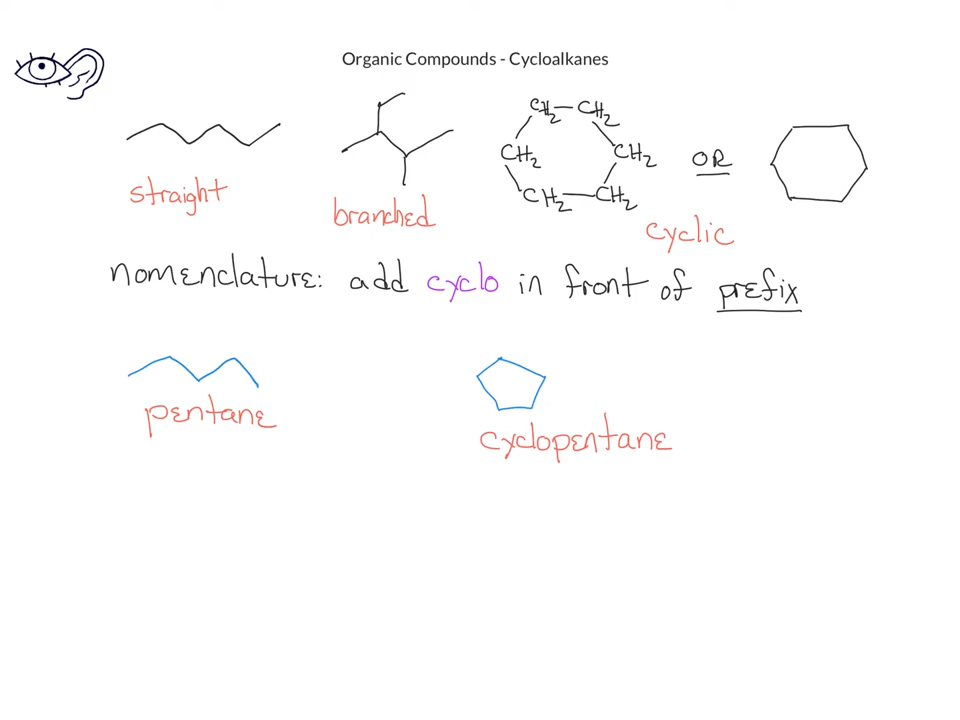 Organic Compounds - Cycloalkanes
straight
branched
CH2 CH2
CH2 CH2
CH2 CH2
OR
cyclic
nomenclature: add cyclo in front of prefix
pentane
cyclopentane